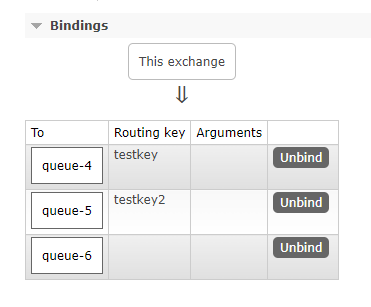 Bindings
This exchange
⇓
To Routing key Arguments
queue-4 testkey Unbind
queue-5 testkey2 Unbind
queue-6 Unbind